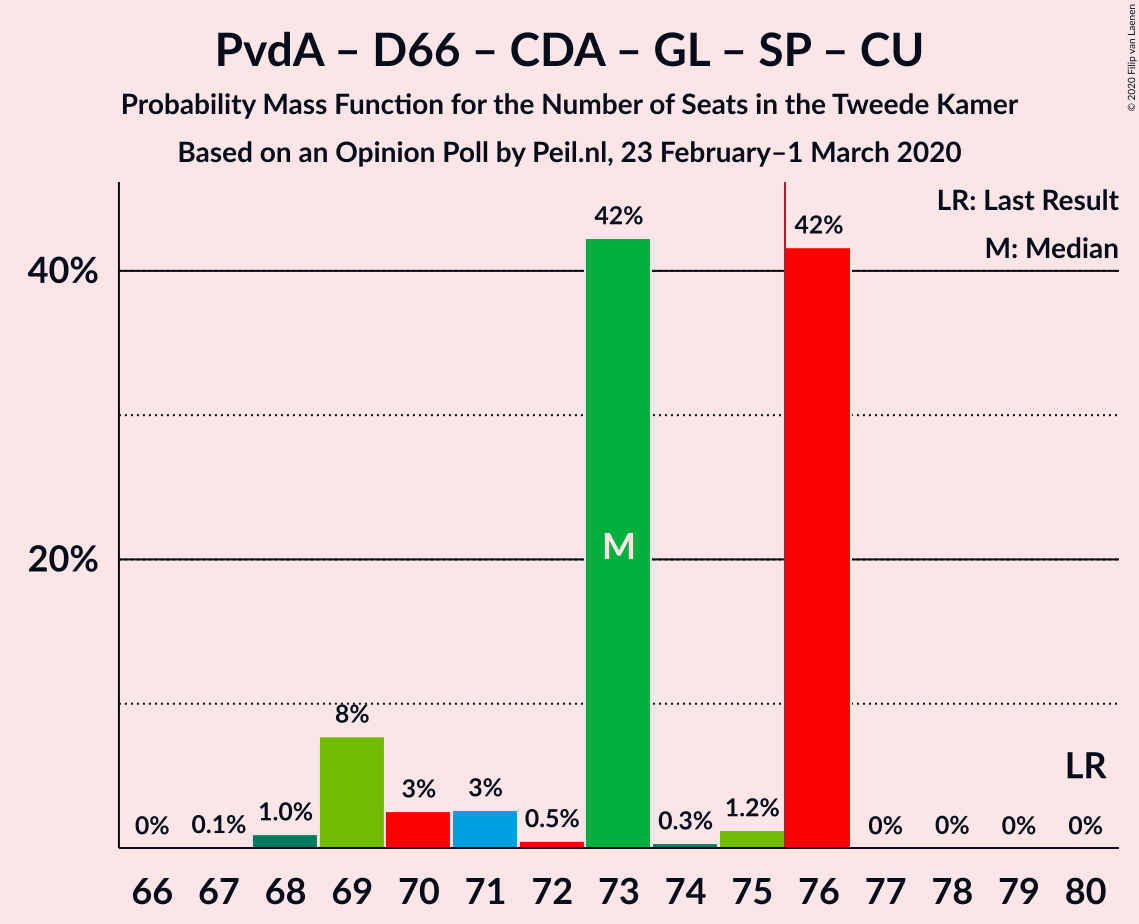 PvdA – D66 – CDA – GL – SP – CU
Probability Mass Function for the Number of Seats in the Tweede Kamer
Based on an Opinion Poll by Peil.nl, 23 February–1 March 2020
© 2020 Filip van Laenen
LR: Last Result
M: Median
40%
20%
0%
0.1%
1.0%
8%
3%
3%
0.5%
42%
0.3%
1.2%
42%
0%
0%
0%
0%
M
LR
66 67 68 69 70 71 72 73 74 75 76 77 78 79 80